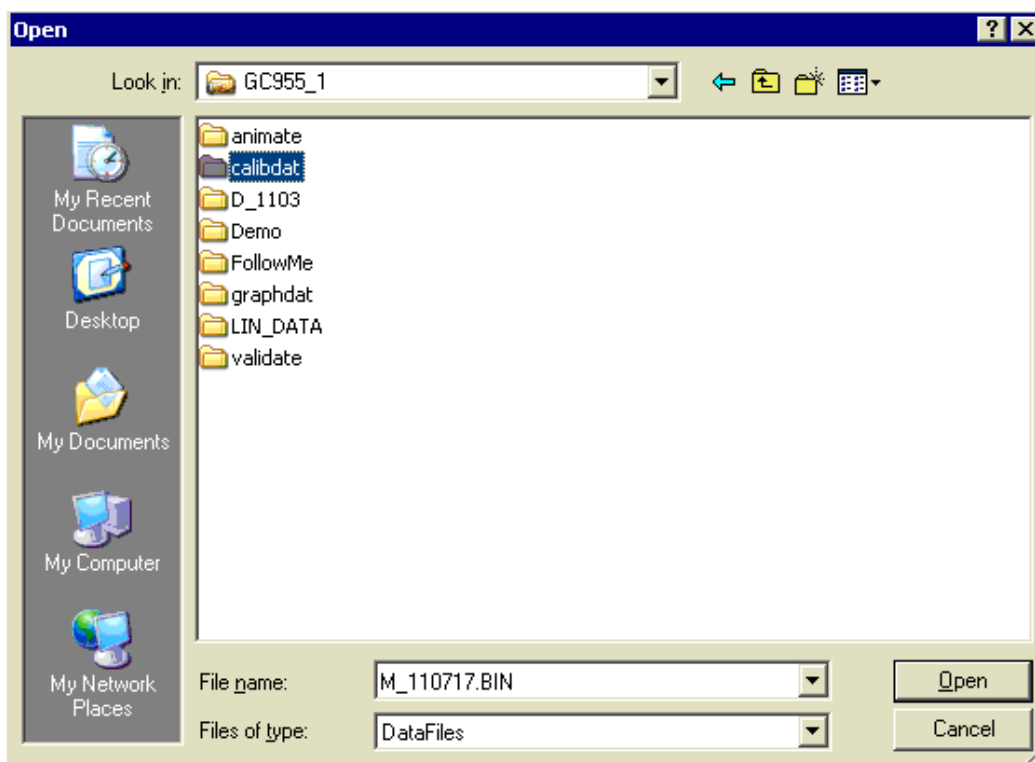 Open
Look in:
GC955_1
My Recent
Documents
Desktop
My Documents
My Computer
My Network
Places
animate
calibdat
D_1103
Demo
FollowMe
graphdat
LIN_DATA
validate
File name:
M_110717.BIN
Open
Files of type:
DataFiles
Cancel